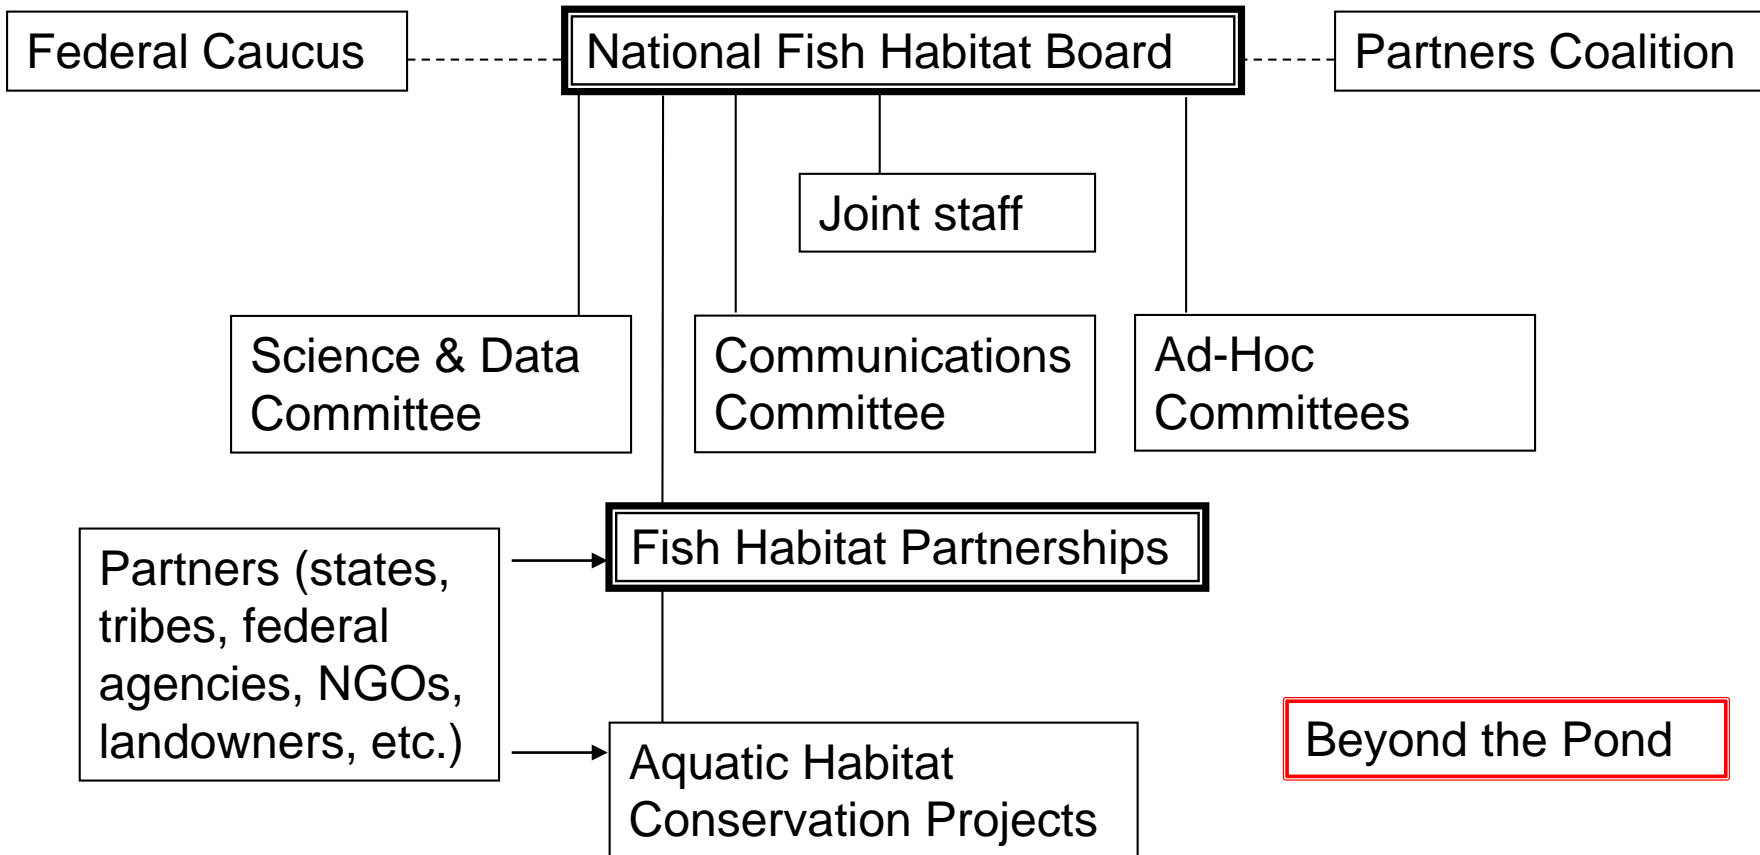 Federal Caucus
National Fish Habitat Board
Partners Coalition
Joint staff
Science & Data
Committee
Communications
Committee
Ad-Hoc
Committees
Fish Habitat Partnerships
Partners (states,
tribes, federal
agencies, NGOs,
landowners, etc.)
Beyond the Pond
Aquatic Habitat
Conservation Projects